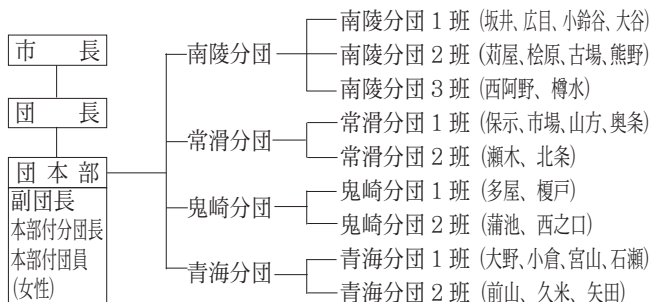 市長
団長
団本部
副団長
本部付分団長
本部付団員
(女性)
南陵分団
南陵分団1班 (坂井、広目、小鈴谷、大谷)
南陵分団2班 (苅屋、桧原、古場、熊野)
南陵分団3班 (西阿野、樽水)
常滑分団
常滑分団1班 (保示、市場、山方、奥条)
常滑分団2班 (瀬木、北条)
鬼崎分団
鬼崎分団1班 (多屋、榎戸)
鬼崎分団2班 (蒲池、西之口)
青海分団
青海分団1班 (大野、小倉、宮山、石瀬)
青海分団2班 (前山、久米、矢田)